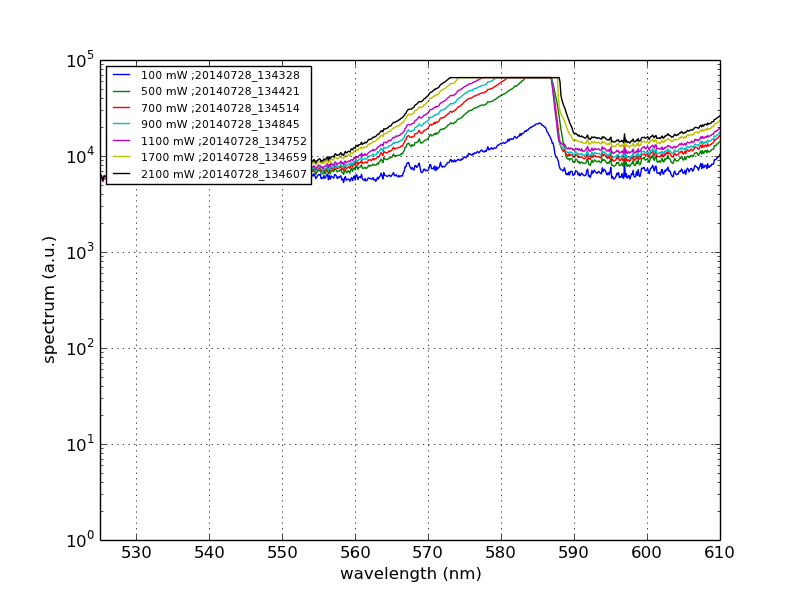 10^5
10^4
10^3
10^2
10^1
10^0
spectrum (a.u.)
100 mW ;20140728_134328
500 mW ;20140728_134421
700 mW ;20140728_134514
900 mW ;20140728_134845
1100 mW ;20140728_134752
1700 mW ;20140728_134659
2100 mW ;20140728_134607
530 540 550 560 570 580 590 600 610
wavelength (nm)